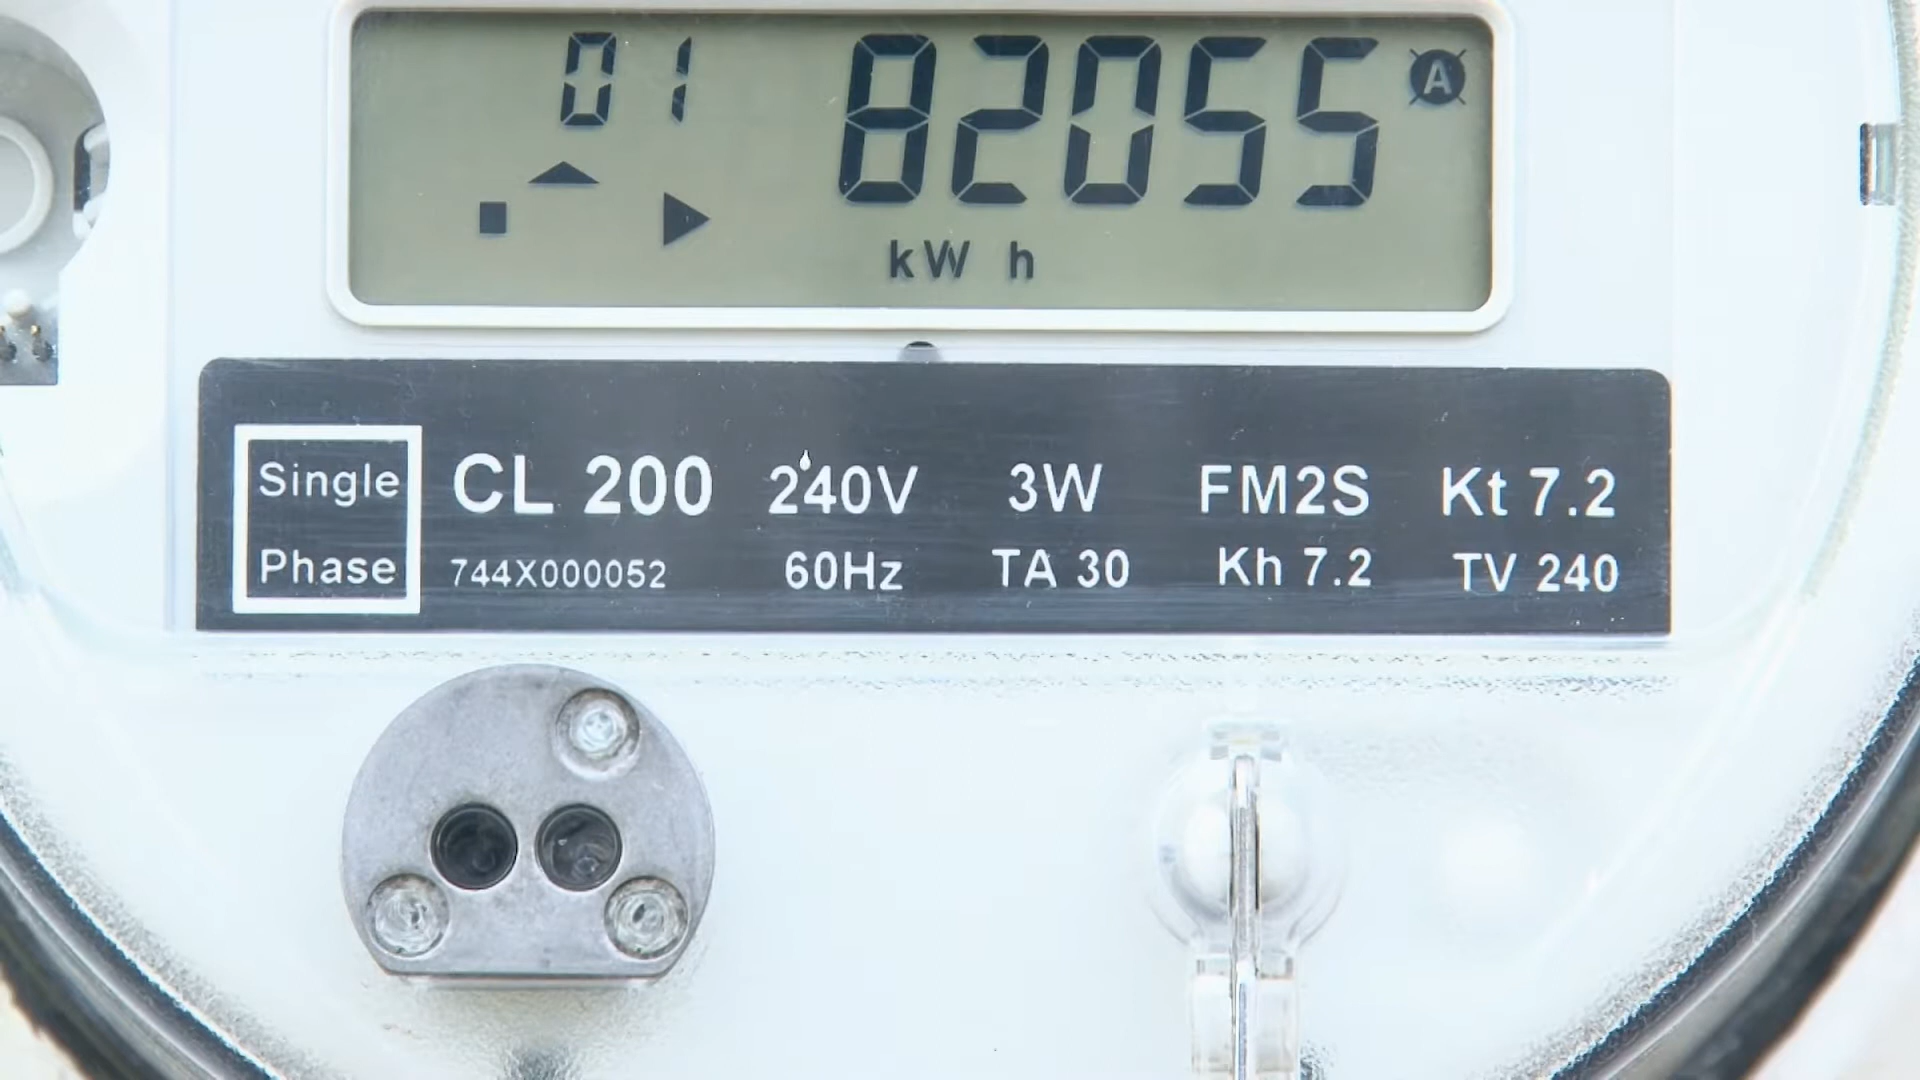 01 82055 A
kW h
Single Phase
CL 200 240V 3W FM2S Kt 7.2
744X000052 60Hz TA 30 Kh 7.2 TV 240